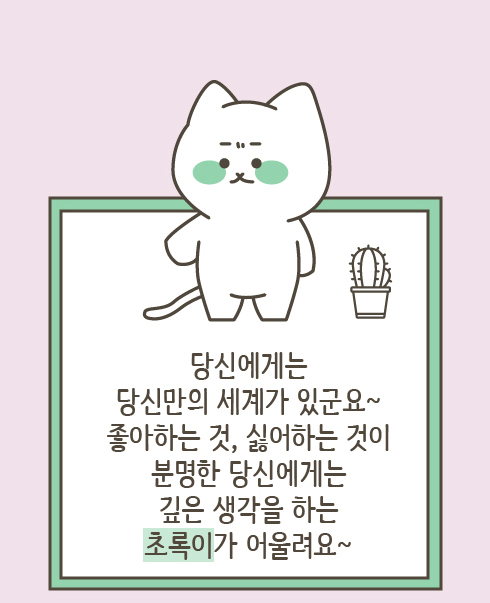 당신에게는
당신만의 세계가 있군요~
좋아하는 것, 싫어하는 것이
분명한 당신에게는
깊은 생각을 하는
초록이가 어울려요~